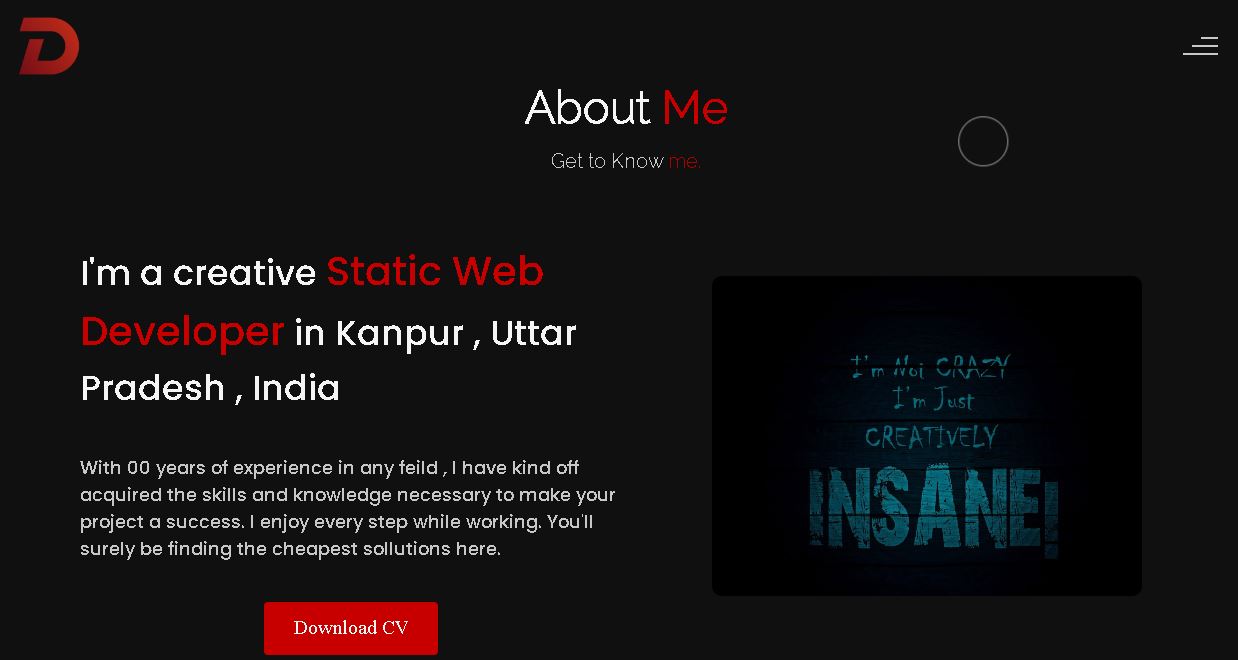 D
About Me
Get to Know me.
I'm a creative Static Web
Developer in Kanpur , Uttar
Pradesh , India
With 00 years of experience in any feild , I have kind off
acquired the skills and knowledge necessary to make your
project a success. I enjoy every step while working. You'll
surely be finding the cheapest sollutions here.
Download CV
I'm Not CRAZY
I'm Just
CREATIVELY
INSANE!